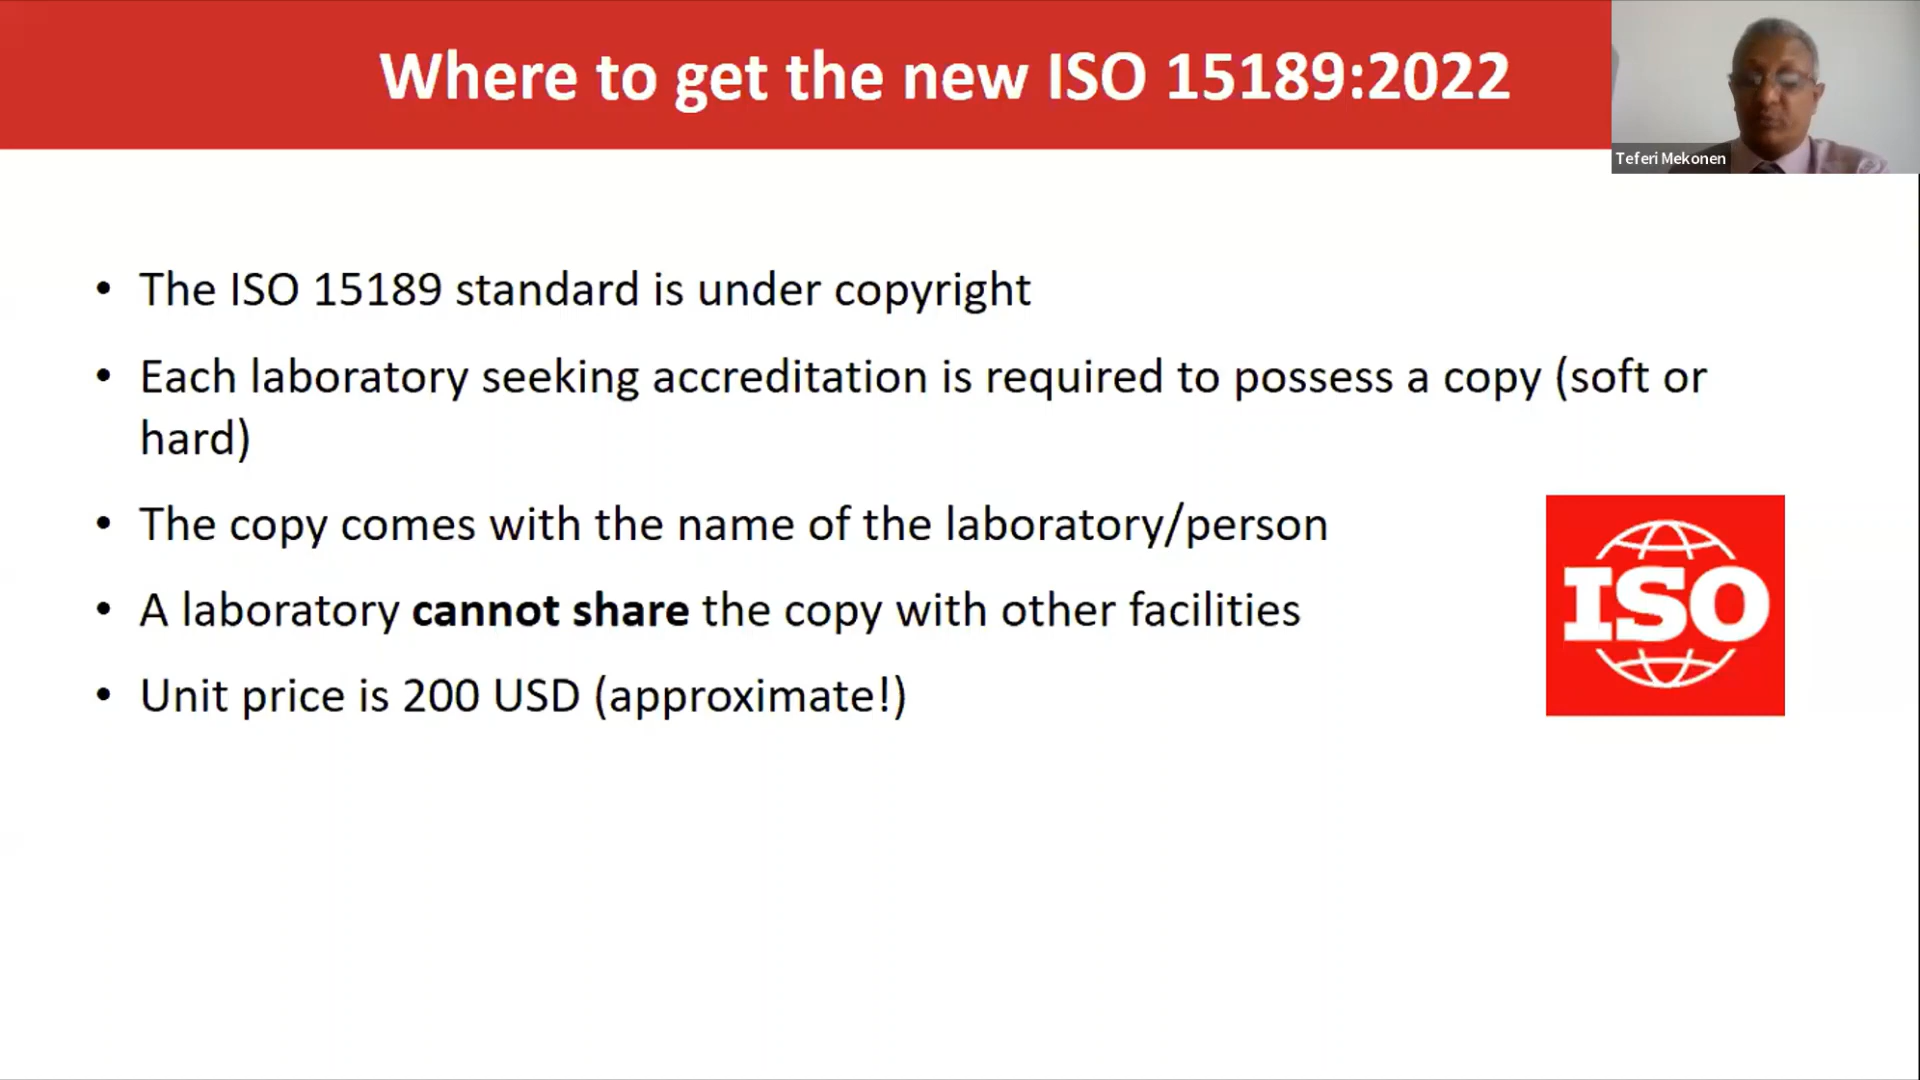 Where to get the new ISO 15189:2022
Teferi Mekonen
• The ISO 15189 standard is under copyright
• Each laboratory seeking accreditation is required to possess a copy (soft or
hard)
• The copy comes with the name of the laboratory/person
• A laboratory cannot share the copy with other facilities
• Unit price is 200 USD (approximate!)
ISO